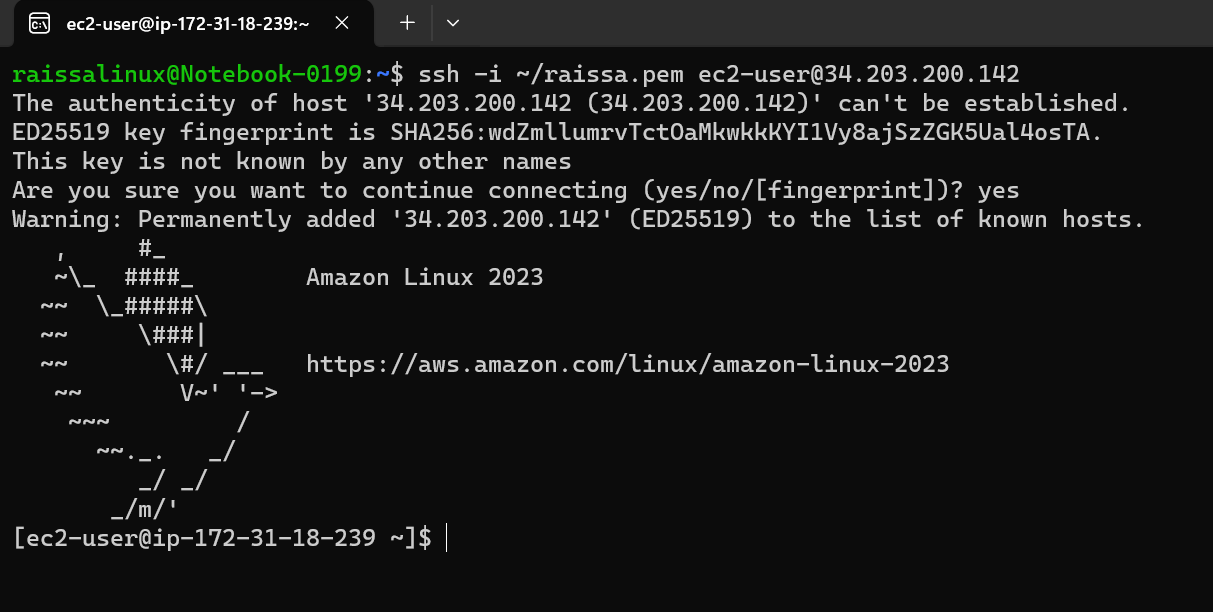 ec2-user@ip-172-31-18-239:~
raissalinux@Notebook-0199:~$ ssh -i ~/raissa.pem ec2-user@34.203.200.142
The authenticity of host '34.203.200.142 (34.203.200.142)' can't be established.
ED25519 key fingerprint is SHA256:wdZmllumrvTctOaMkwkkKYI1Vy8ajSzZGK5Ual4osTA.
This key is not known by any other names
Are you sure you want to continue connecting (yes/no/[fingerprint])? yes
Warning: Permanently added '34.203.200.142' (ED25519) to the list of known hosts.
   ,     #_
   ~\_  ####_        Amazon Linux 2023
  ~~  \_#####\
  ~~     \###|
  ~~       \#/ ___   https://aws.amazon.com/linux/amazon-linux-2023
   ~~       V~' '->
    ~~~         /
      ~~._.   _/
         _/ _/
       _/m/'
[ec2-user@ip-172-31-18-239 ~]$